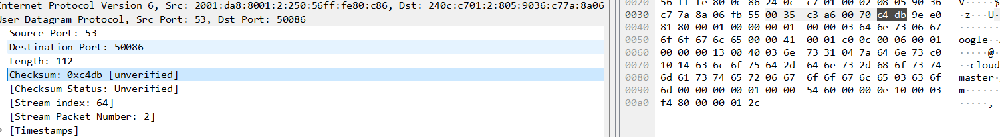 Internet Protocol Version 6, Src: 2001:da8:8001:2:250:56ff:fe80:c86, Dst: 240c:c701:2:805:9036:c77a:8a06
User Datagram Protocol, Src Port: 53, Dst Port: 50086
Source Port: 53
Destination Port: 50086
Length: 112
Checksum: 0xc4db [unverified]
[Checksum Status: Unverified]
[Stream index: 64]
[Stream Packet Number: 2]
[Timestamps]
0020 56 ff fe 80 0c 86 24 0c c7 01 00 02 08 05 90 36 V·····$
0030 c7 7a 8a 06 fb 55 00 35 c3 a6 00 70 c4 db 9e e0 ·z···U·
0040 81 80 00 01 00 00 00 01 00 00 03 64 6e 73 06 67 ········
0050 6f 6f 67 6c 65 00 00 41 00 01 c0 0c 00 06 00 01 oogle··
0060 00 00 00 13 00 40 03 6e 73 31 04 7a 64 6e 73 c0 ·····@·
0070 10 14 63 6c 6f 75 64 2d 64 6e 73 2d 68 6f 73 74 ··cloud
0080 6d 61 73 74 65 72 06 67 6f 6f 67 6c 65 03 63 6f master·
0090 6d 00 00 00 00 01 00 00 54 60 00 00 0e 10 00 03 m······
00a0 f4 80 00 00 01 2c ·····,